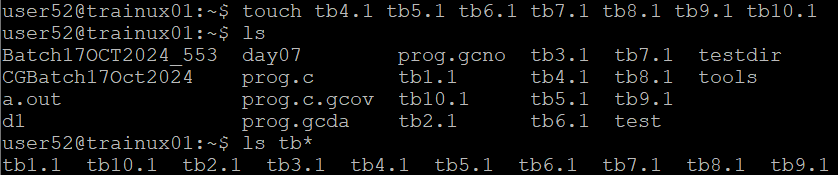 user52@trainux01:~$ touch tb4.1 tb5.1 tb6.1 tb7.1 tb8.1 tb9.1 tb10.1
user52@trainux01:~$ ls
Batch17OCT2024_553  day07        prog.gcno  tb3.1  tb7.1  testdir
CGBatch17Oct2024    prog.c       tb1.1      tb4.1  tb8.1  tools
a.out               prog.c.gcov  tb10.1     tb5.1  tb9.1
d1                  prog.gcda    tb2.1      tb6.1  test
user52@trainux01:~$ ls tb*
tb1.1  tb10.1  tb2.1  tb3.1  tb4.1  tb5.1  tb6.1  tb7.1  tb8.1  tb9.1